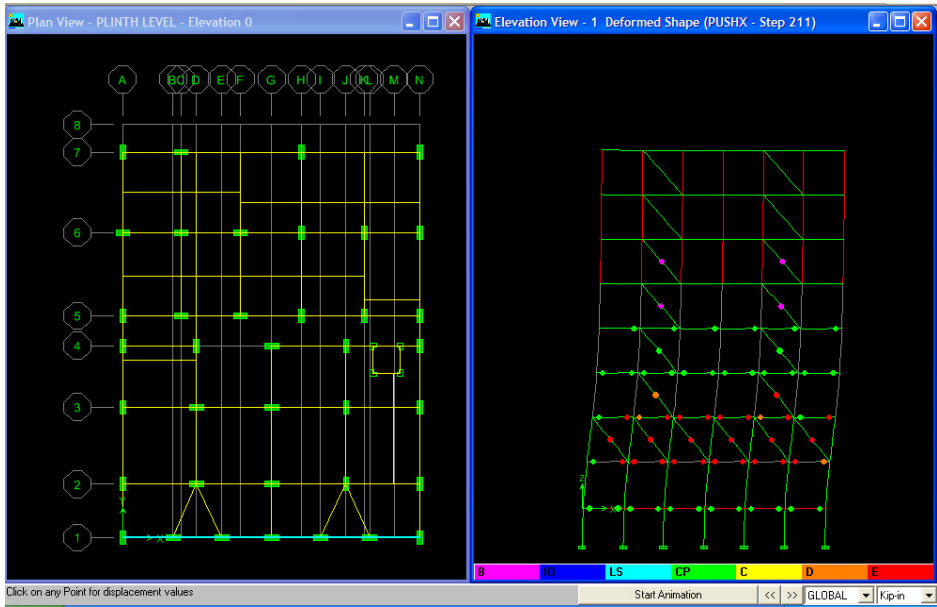 Plan View - PLINTH LEVEL - Elevation 0
A B C D E F G H I J K L M N
8
7
6
5
4
3
2
1
Y
X
Elevation View - 1 Deformed Shape (PUSHX - Step 211)
Z
X
B IO LS CP C D E
Click on any Point for displacement values
Start Animation << >> GLOBAL Kip-in